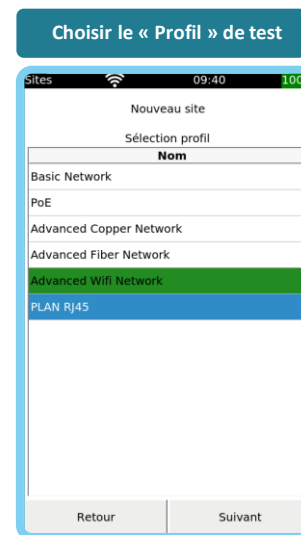 Choisir le « Profil » de test
Sites 09:40 100
Nouveau site
Sélection profil
Nom
Basic Network
PoE
Advanced Copper Network
Advanced Fiber Network
Advanced Wifi Network
PLAN RJ45
Retour Suivant